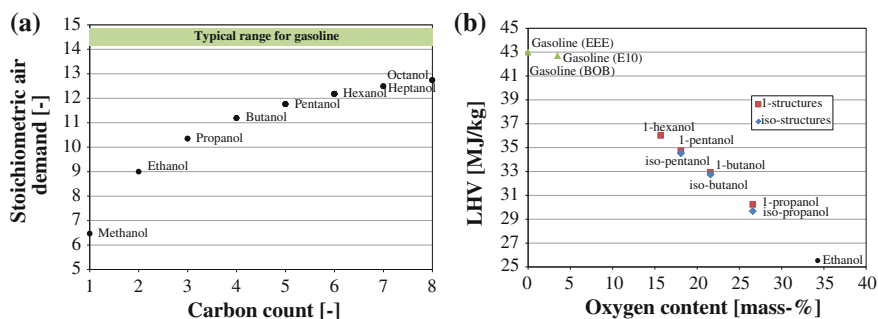 (a)
15
14
13
12
11
10
9
8
7
6
5
Stoichiometric air
demand [-]
Typical range for gasoline
Methanol
Ethanol
Propanol
Butanol
Pentanol
Hexanol
Heptanol
Octanol
1 2 3 4 5 6 7 8
Carbon count [-]
(b)
45
43
41
39
37
35
33
31
29
27
25
LHV [MJ/kg]
Gasoline (EEE)
Gasoline (E10)
Gasoline (BOB)
1-structures
iso-structures
1-hexanol
1-pentanol
iso-pentanol
1-butanol
iso-butanol
1-propanol
iso-propanol
Ethanol
0 5 10 15 20 25 30 35 40
Oxygen content [mass-%]